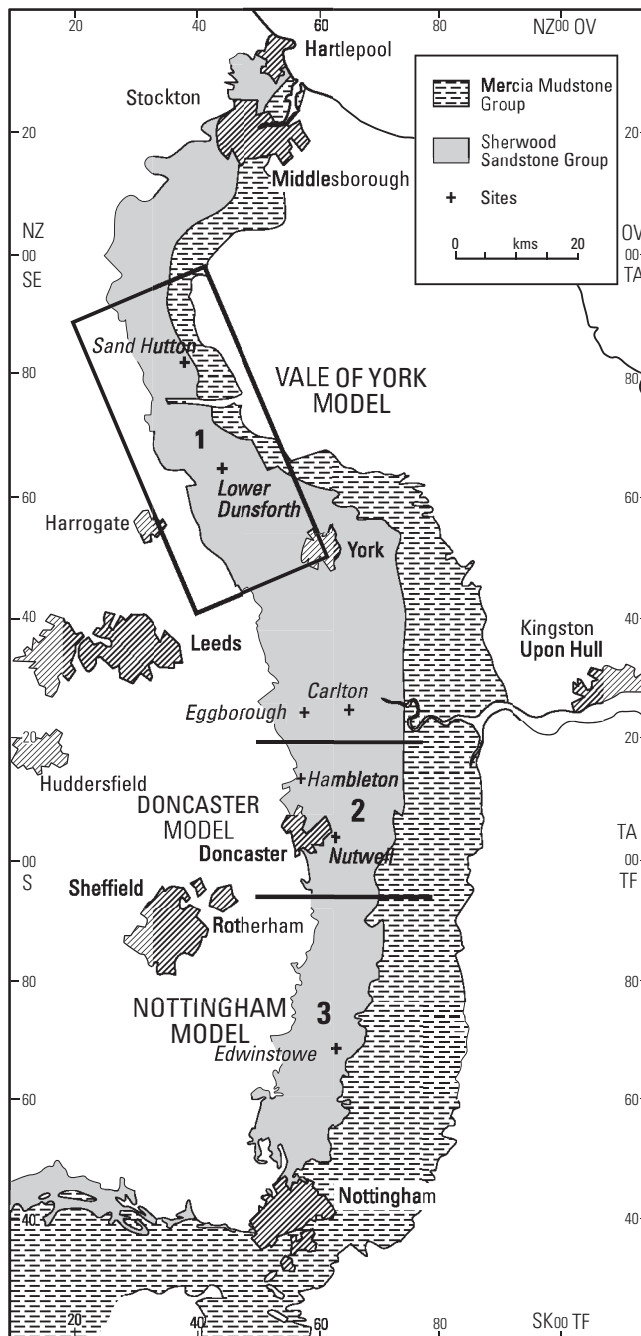 20 40 60 NZ00 OV
Hartlepool
Stockton
Mercia Mudstone
Group
Sherwood
Sandstone Group
Sites
0 kms 20
20
Middlesborough
NZ
00
SE
OV
00
TA
Sand Hutton
80
80
VALE OF YORK
MODEL
1
Lower
Dunsforth
60
60
Harrogate
York
40
40
Leeds
Kingston
Upon Hull
Carlton
Eggborough
20
20
Huddersfield
Hambleton
DONCASTER
MODEL
2
Doncaster
Nutwell
00
S
TA
00
TF
Sheffield
Rotherham
80
80
NOTTINGHAM
MODEL
3
Edwinstowe
60
60
Nottingham
40
40
20 40 60 80 SK00 TF